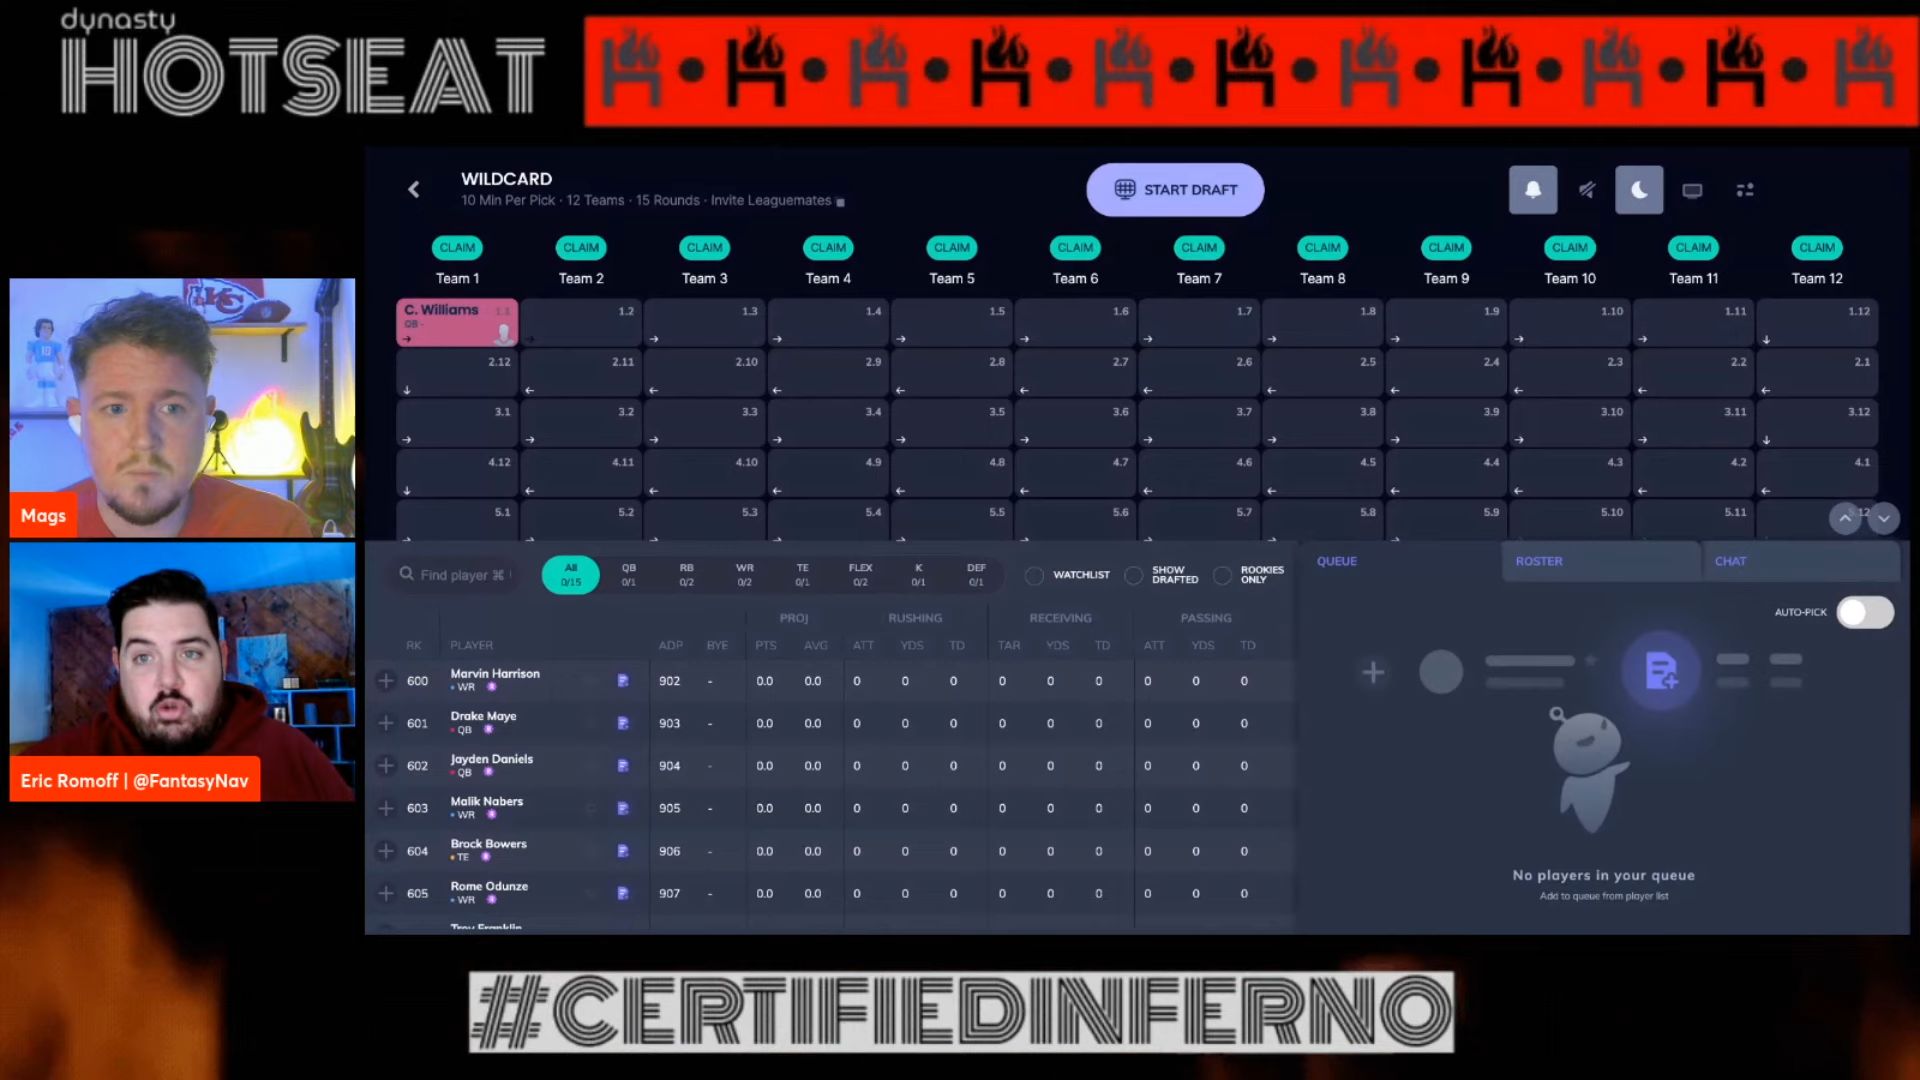 dynasty
HOTSEAT
WILDCARD
10 Min Per Pick · 12 Teams · 15 Rounds · Invite Leaguemates
START DRAFT
CLAIM CLAIM CLAIM CLAIM CLAIM CLAIM CLAIM CLAIM CLAIM CLAIM CLAIM CLAIM
Team 1 Team 2 Team 3 Team 4 Team 5 Team 6 Team 7 Team 8 Team 9 Team 10 Team 11 Team 12
C. Williams 1.1 1.2 1.3 1.4 1.5 1.6 1.7 1.8 1.9 1.10 1.11 1.12
QB -
→ → → → → → → → → → → ↓
2.12 2.11 2.10 2.9 2.8 2.7 2.6 2.5 2.4 2.3 2.2 2.1
↓ ← ← ← ← ← ← ← ← ← ← ←
3.1 3.2 3.3 3.4 3.5 3.6 3.7 3.8 3.9 3.10 3.11 3.12
→ → → → → → → → → → → ↓
4.12 4.11 4.10 4.9 4.8 4.7 4.6 4.5 4.4 4.3 4.2 4.1
↓ ← ← ← ← ← ← ← ← ← ← ←
5.1 5.2 5.3 5.4 5.5 5.6 5.7 5.8 5.9 5.10 5.11 5.12
KC
10
Mags
Eric Romoff | @FantasyNav
Find player ⌘
All QB RB WR TE FLEX K DEF
0/15 0/1 0/2 0/2 0/1 0/2 0/1 0/1
WATCHLIST
SHOW
DRAFTED
ROOKIES
ONLY
QUEUE ROSTER CHAT
AUTO-PICK
PROJ RUSHING RECEIVING PASSING
RK PLAYER ADP BYE PTS AVG ATT YDS TD TAR YDS TD ATT YDS TD
600 Marvin Harrison 902 - 0.0 0.0 0 0 0 0 0 0 0 0 0
WR
601 Drake Maye 903 - 0.0 0.0 0 0 0 0 0 0 0 0 0
QB
602 Jayden Daniels 904 - 0.0 0.0 0 0 0 0 0 0 0 0 0
QB
603 Malik Nabers 905 - 0.0 0.0 0 0 0 0 0 0 0 0 0
WR
604 Brock Bowers 906 - 0.0 0.0 0 0 0 0 0 0 0 0 0
TE
605 Rome Odunze 907 - 0.0 0.0 0 0 0 0 0 0 0 0 0
WR
Troy Franklin
No players in your queue
Add to queue from player list
#CERTIFIEDINFERNO